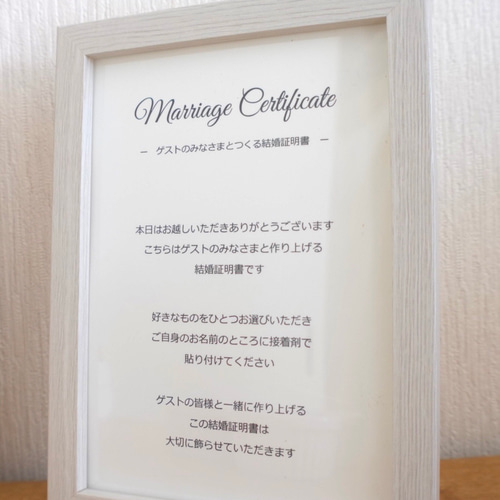 Marriage Certificate
ー ゲストのみなさまとつくる結婚証明書 ー
本日はお越しいただきありがとうございます
こちらはゲストのみなさまと作り上げる
結婚証明書です
好きなものをひとつお選びいただき
ご自身のお名前のところに接着剤で
貼り付けてください
ゲストの皆様と一緒に作り上げる
この結婚証明書は
大切に飾らせていただきます